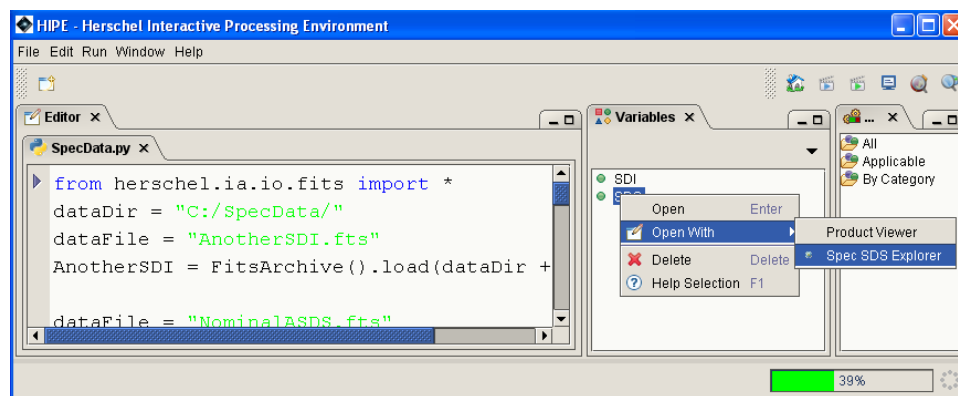 HIPE - Herschel Interactive Processing Environment
File Edit Run Window Help
Editor
Variables
...
SpecData.py
All
Applicable
By Category
from herschel.ia.io.fits import *
dataDir = "C:/SpecData/"
dataFile = "AnotherSDI.fts"
AnotherSDI = FitsArchive().load(dataDir +
dataFile = "NominalASDS.fts"
SDI
Open Enter
Open With
Delete Delete
Help Selection F1
Product Viewer
Spec SDS Explorer
39%